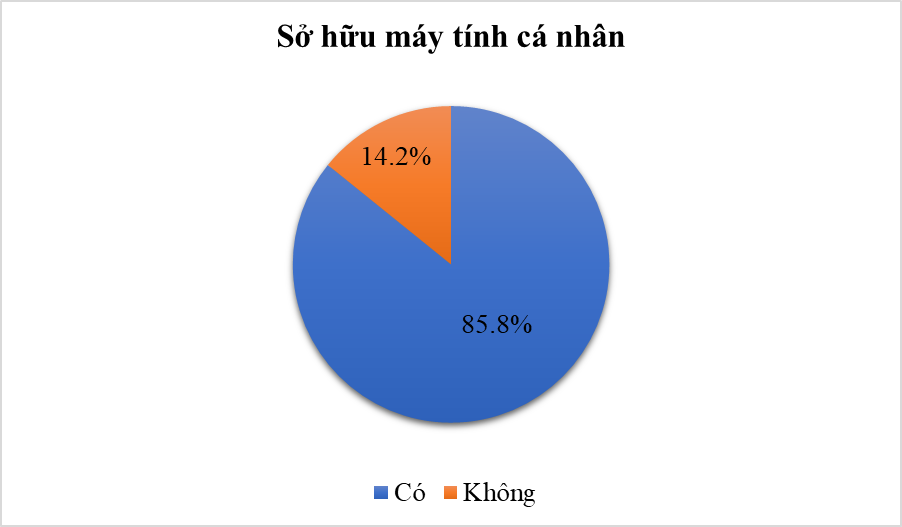 Sở hữu máy tính cá nhân
14.2%
85.8%
Có Không